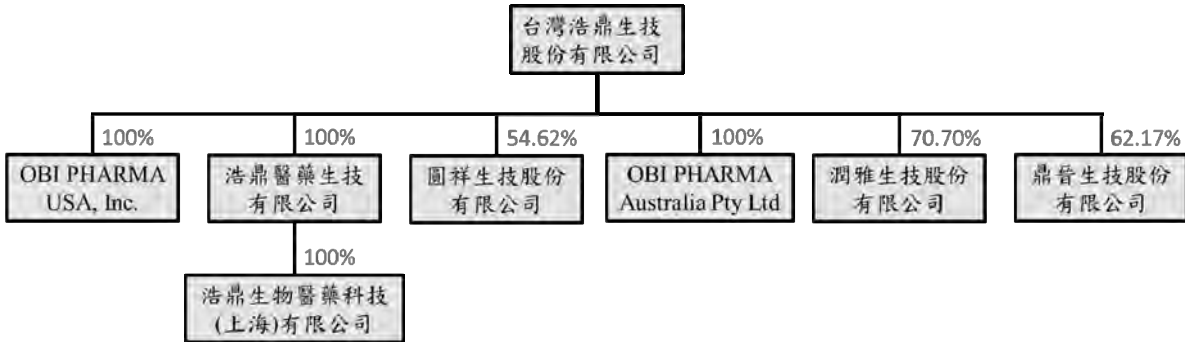 台灣浩鼎生技
股份有限公司
100%
100%
54.62%
100%
70.70%
62.17%
OBI PHARMA
USA, Inc.
浩鼎醫藥生技
有限公司
圓祥生技股份
有限公司
OBI PHARMA
Australia Pty Ltd
潤雅生技股份
有限公司
鼎晉生技股份
有限公司
100%
浩鼎生物醫藥科技
(上海)有限公司